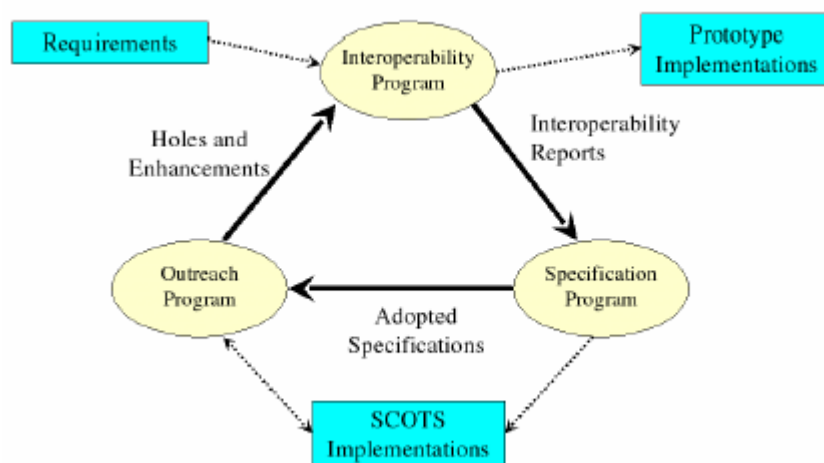 Requirements
Interoperability
Program
Prototype
Implementations
Holes and
Enhancements
Interoperability
Reports
Outreach
Program
Specification
Program
Adopted
Specifications
SCOTS
Implementations